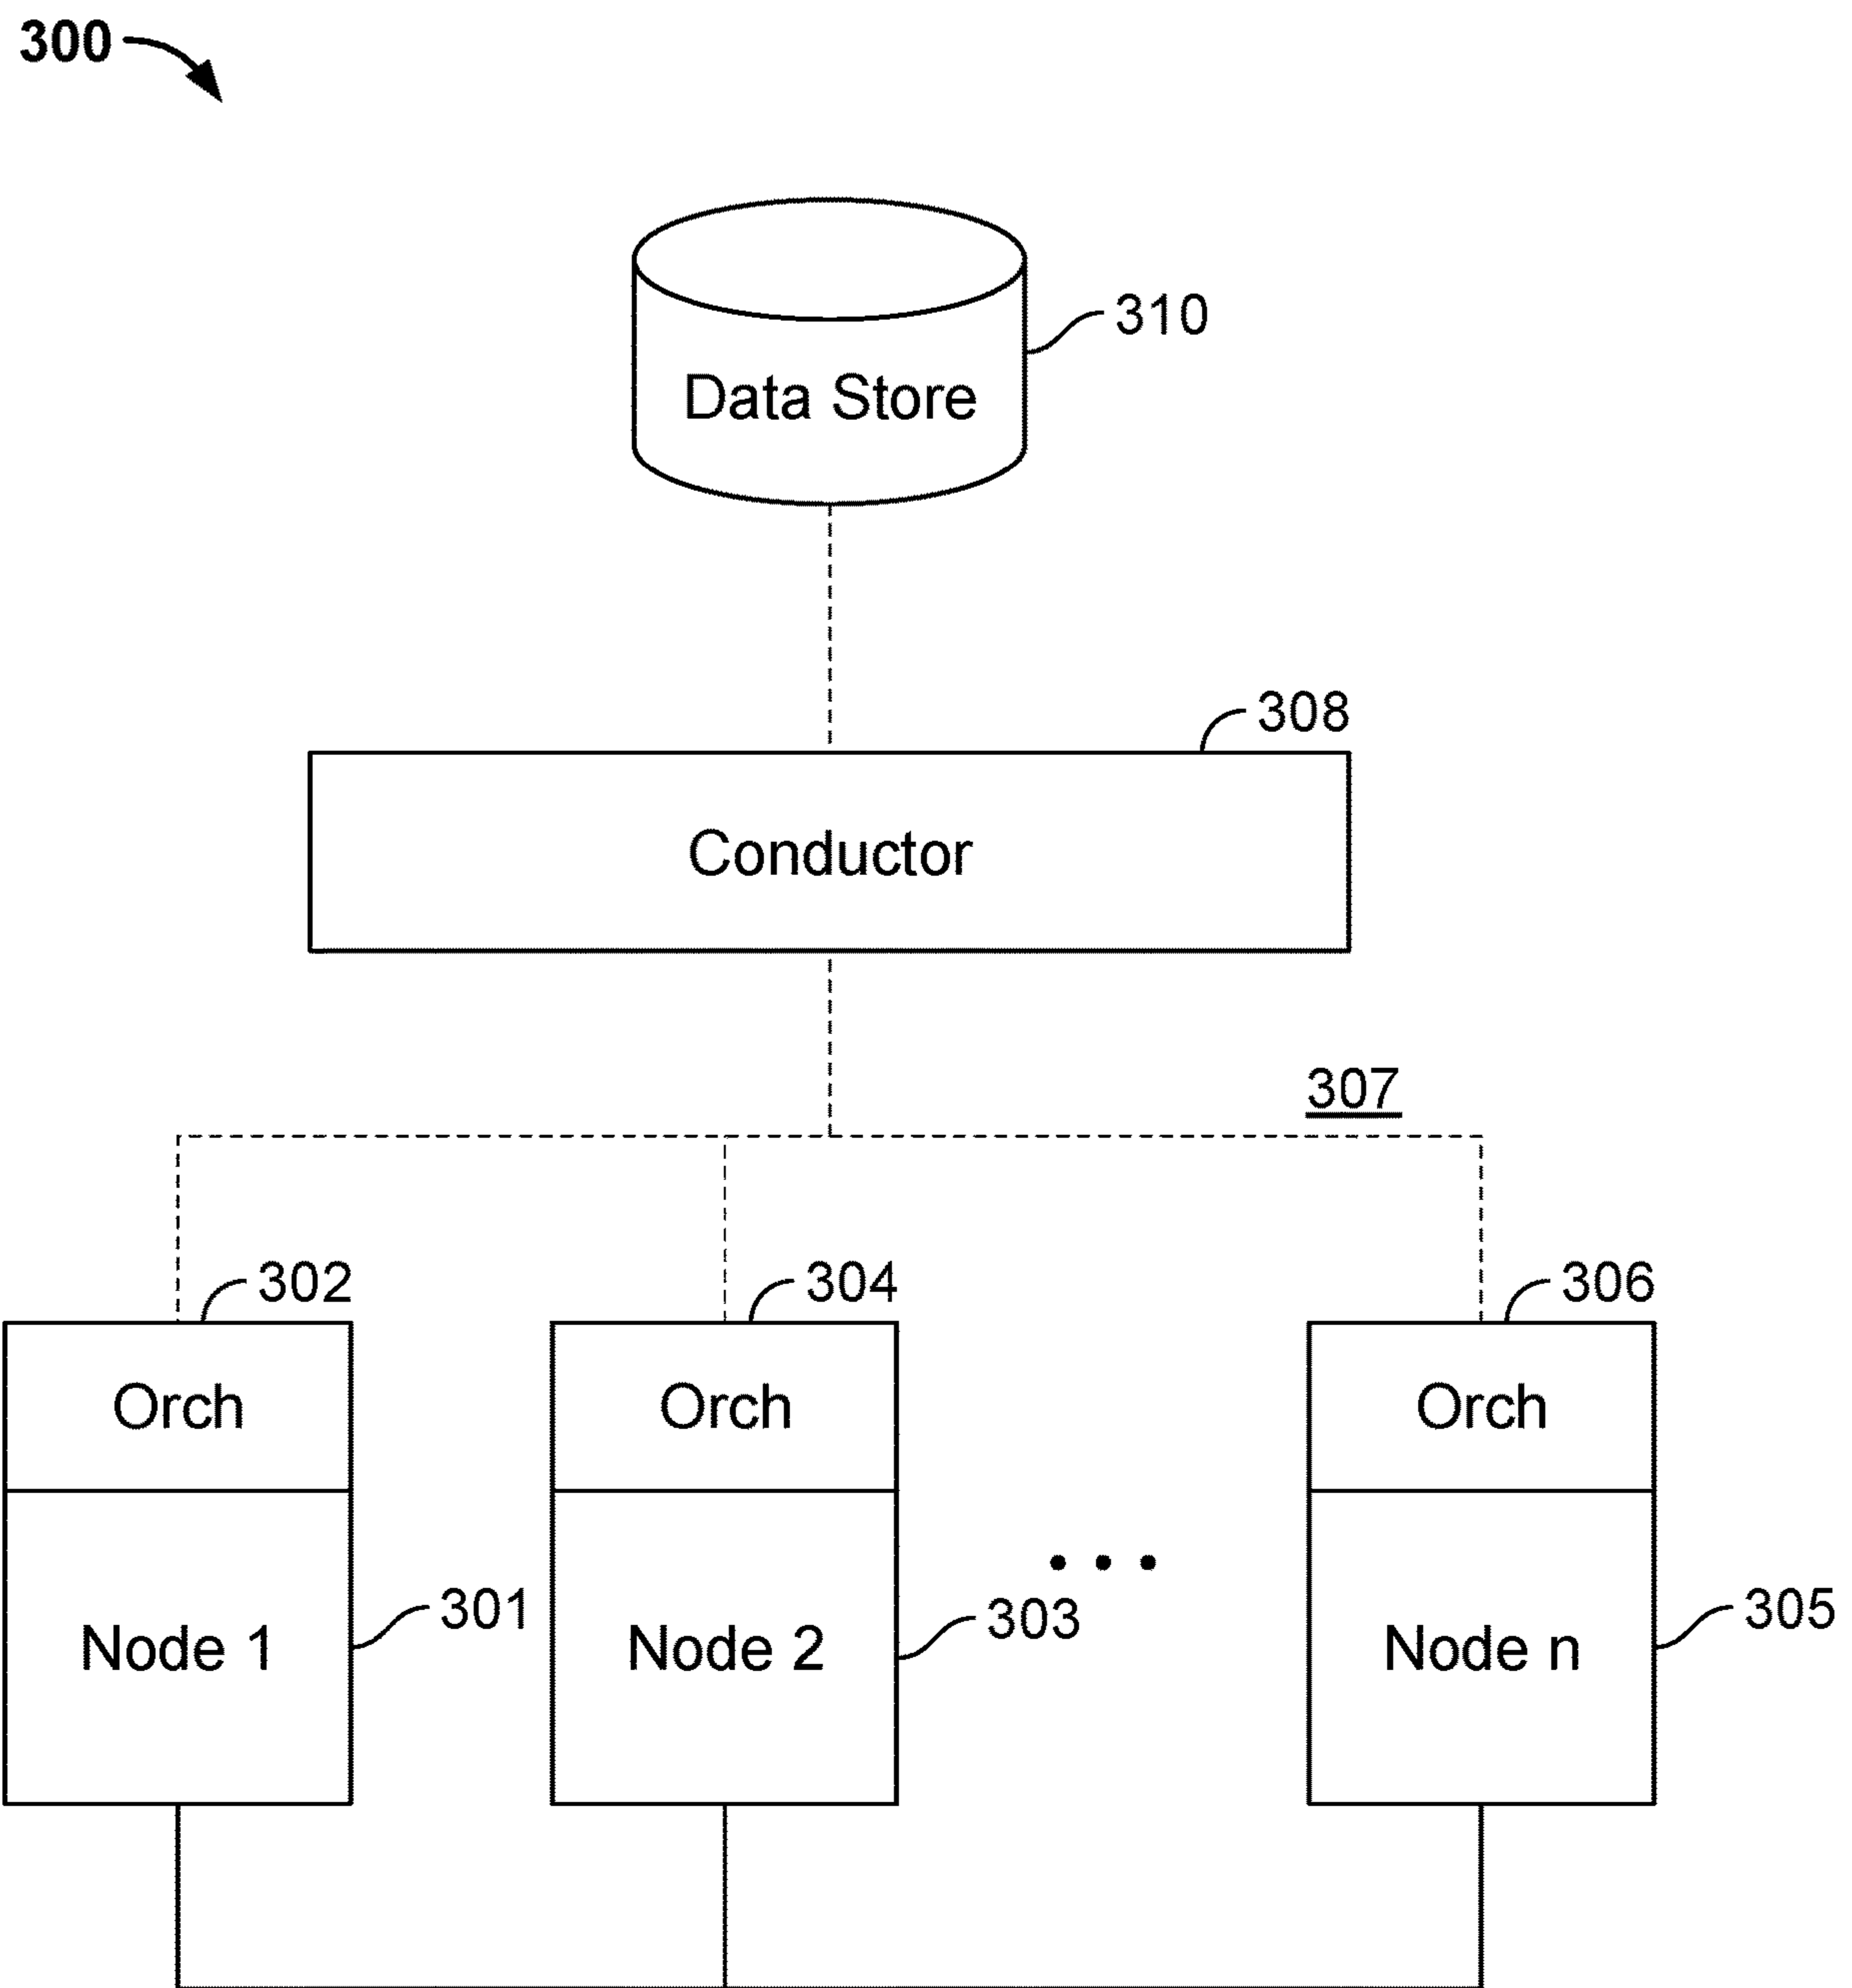 300
310
Data Store
308
Conductor
307
302 304 306
Orch Orch Orch
301 303 305
Node 1 Node 2 Node n